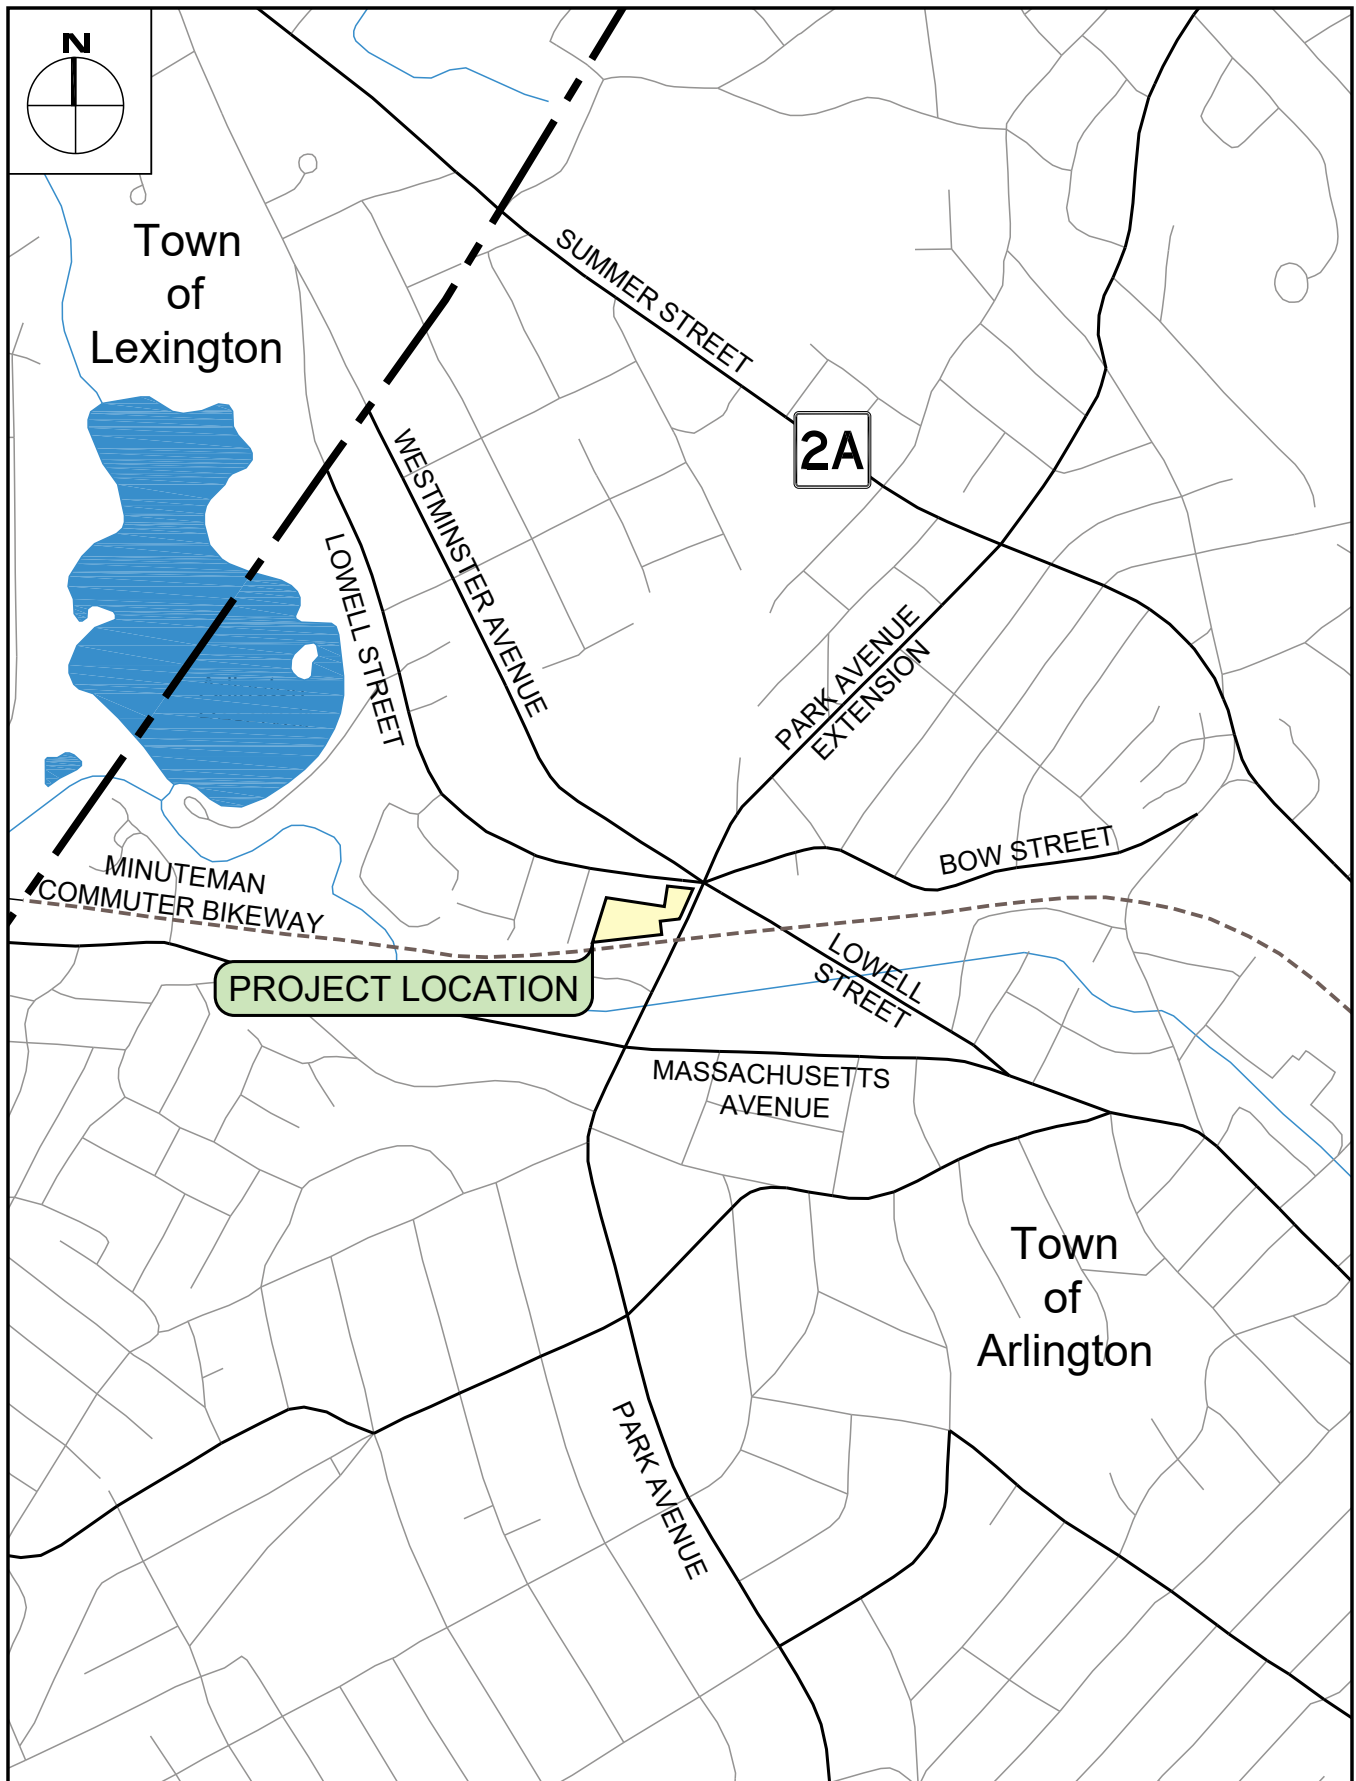 N
Town
of
Lexington
SUMMER STREET
2A
WESTMINSTER AVENUE
LOWELL STREET
PARK AVENUE
EXTENSION
BOW STREET
MINUTEMAN
COMMUTER BIKEWAY
LOWELL
STREET
PROJECT LOCATION
MASSACHUSETTS
AVENUE
Town
of
Arlington
PARK AVENUE